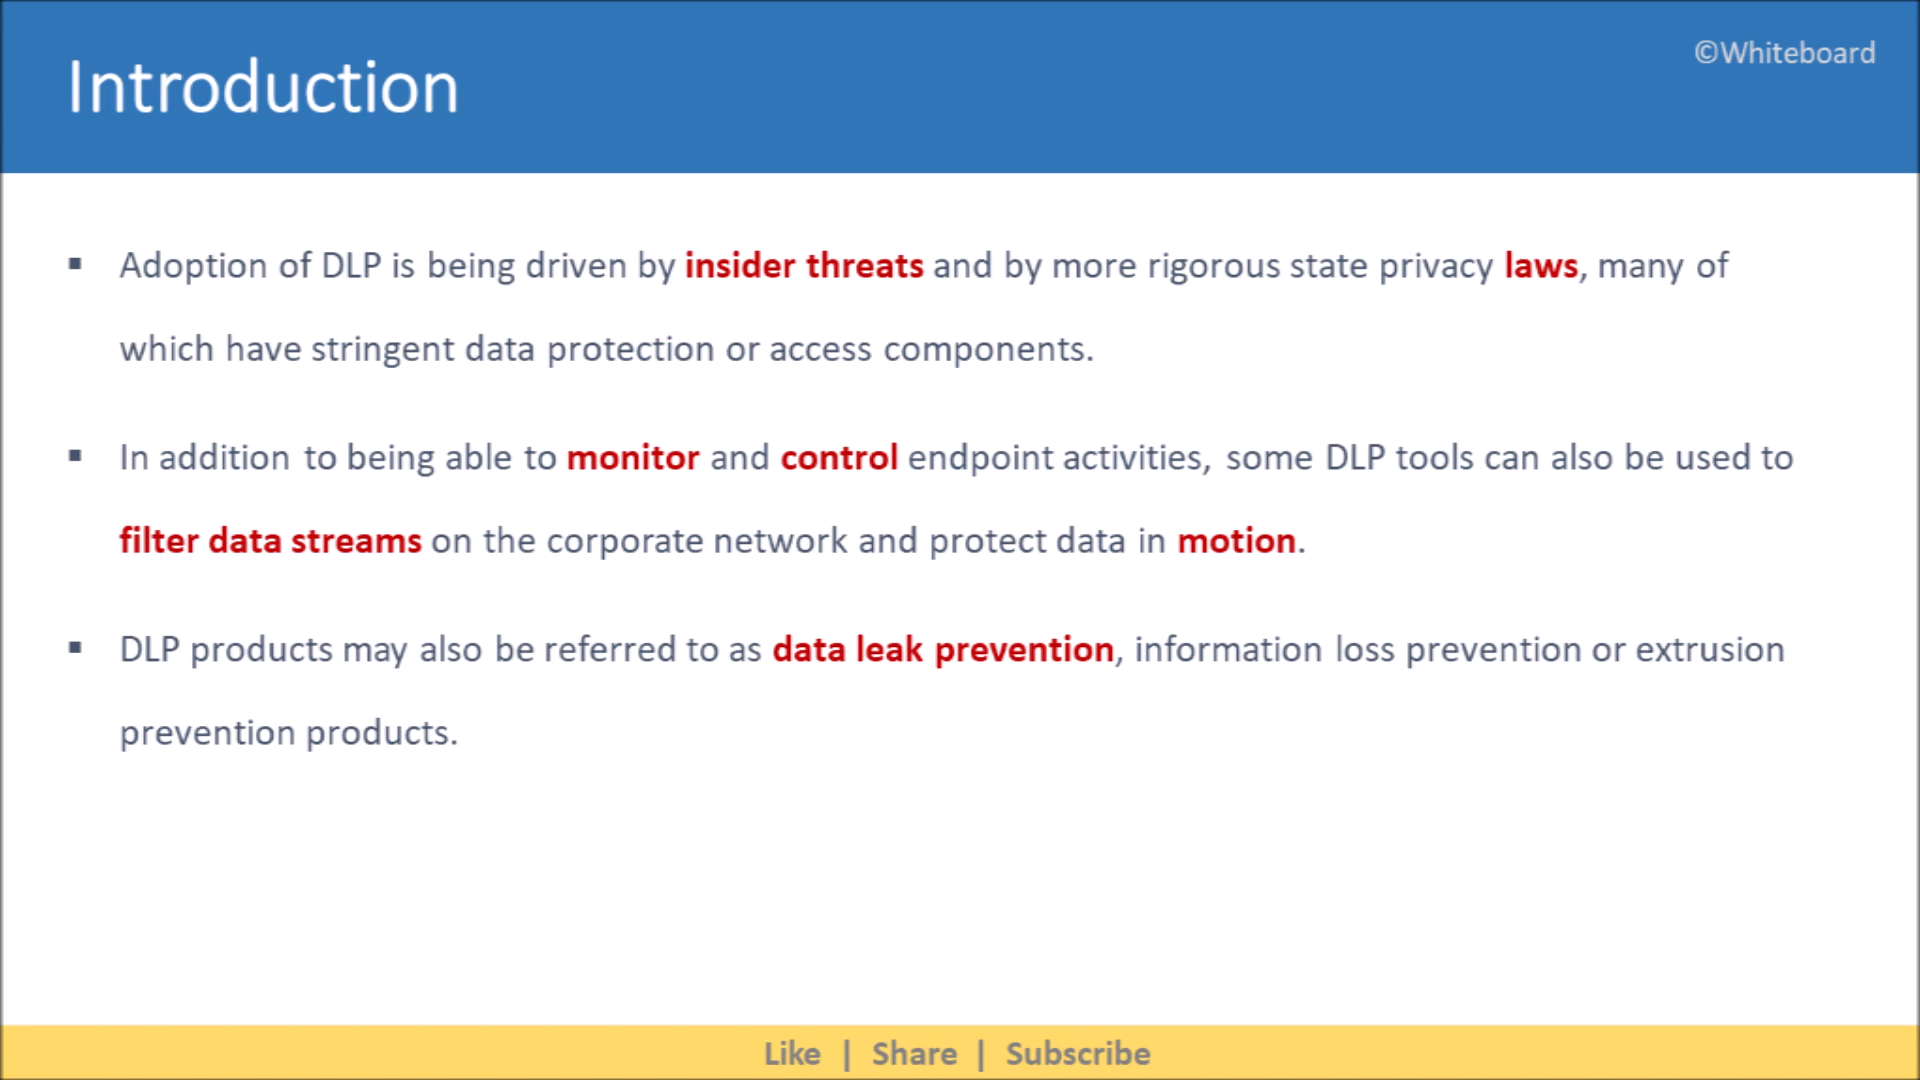 Introduction
©Whiteboard
▪ Adoption of DLP is being driven by insider threats and by more rigorous state privacy laws, many of
which have stringent data protection or access components.
▪ In addition to being able to monitor and control endpoint activities, some DLP tools can also be used to
filter data streams on the corporate network and protect data in motion.
▪ DLP products may also be referred to as data leak prevention, information loss prevention or extrusion
prevention products.
Like | Share | Subscribe